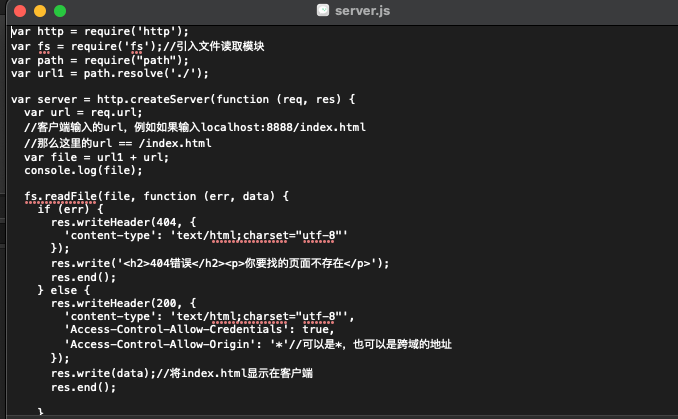 server.js
var http = require('http');
var fs = require('fs');//引入文件读取模块
var path = require("path");
var url1 = path.resolve('./');
var server = http.createServer(function (req, res) {
var url = req.url;
//客户端输入的url，例如如果输入localhost:8888/index.html
//那么这里的url == /index.html
var file = url1 + url;
console.log(file);
fs.readFile(file, function (err, data) {
if (err) {
res.writeHeader(404, {
'content-type': 'text/html;charset="utf-8"'
});
res.write('<h2>404错误</h2><p>你要找的页面不存在</p>');
res.end();
} else {
res.writeHeader(200, {
'content-type': 'text/html;charset="utf-8"',
'Access-Control-Allow-Credentials': true,
'Access-Control-Allow-Origin': '*'//可以是*，也可以是跨域的地址
});
res.write(data);//将index.html显示在客户端
res.end();
}